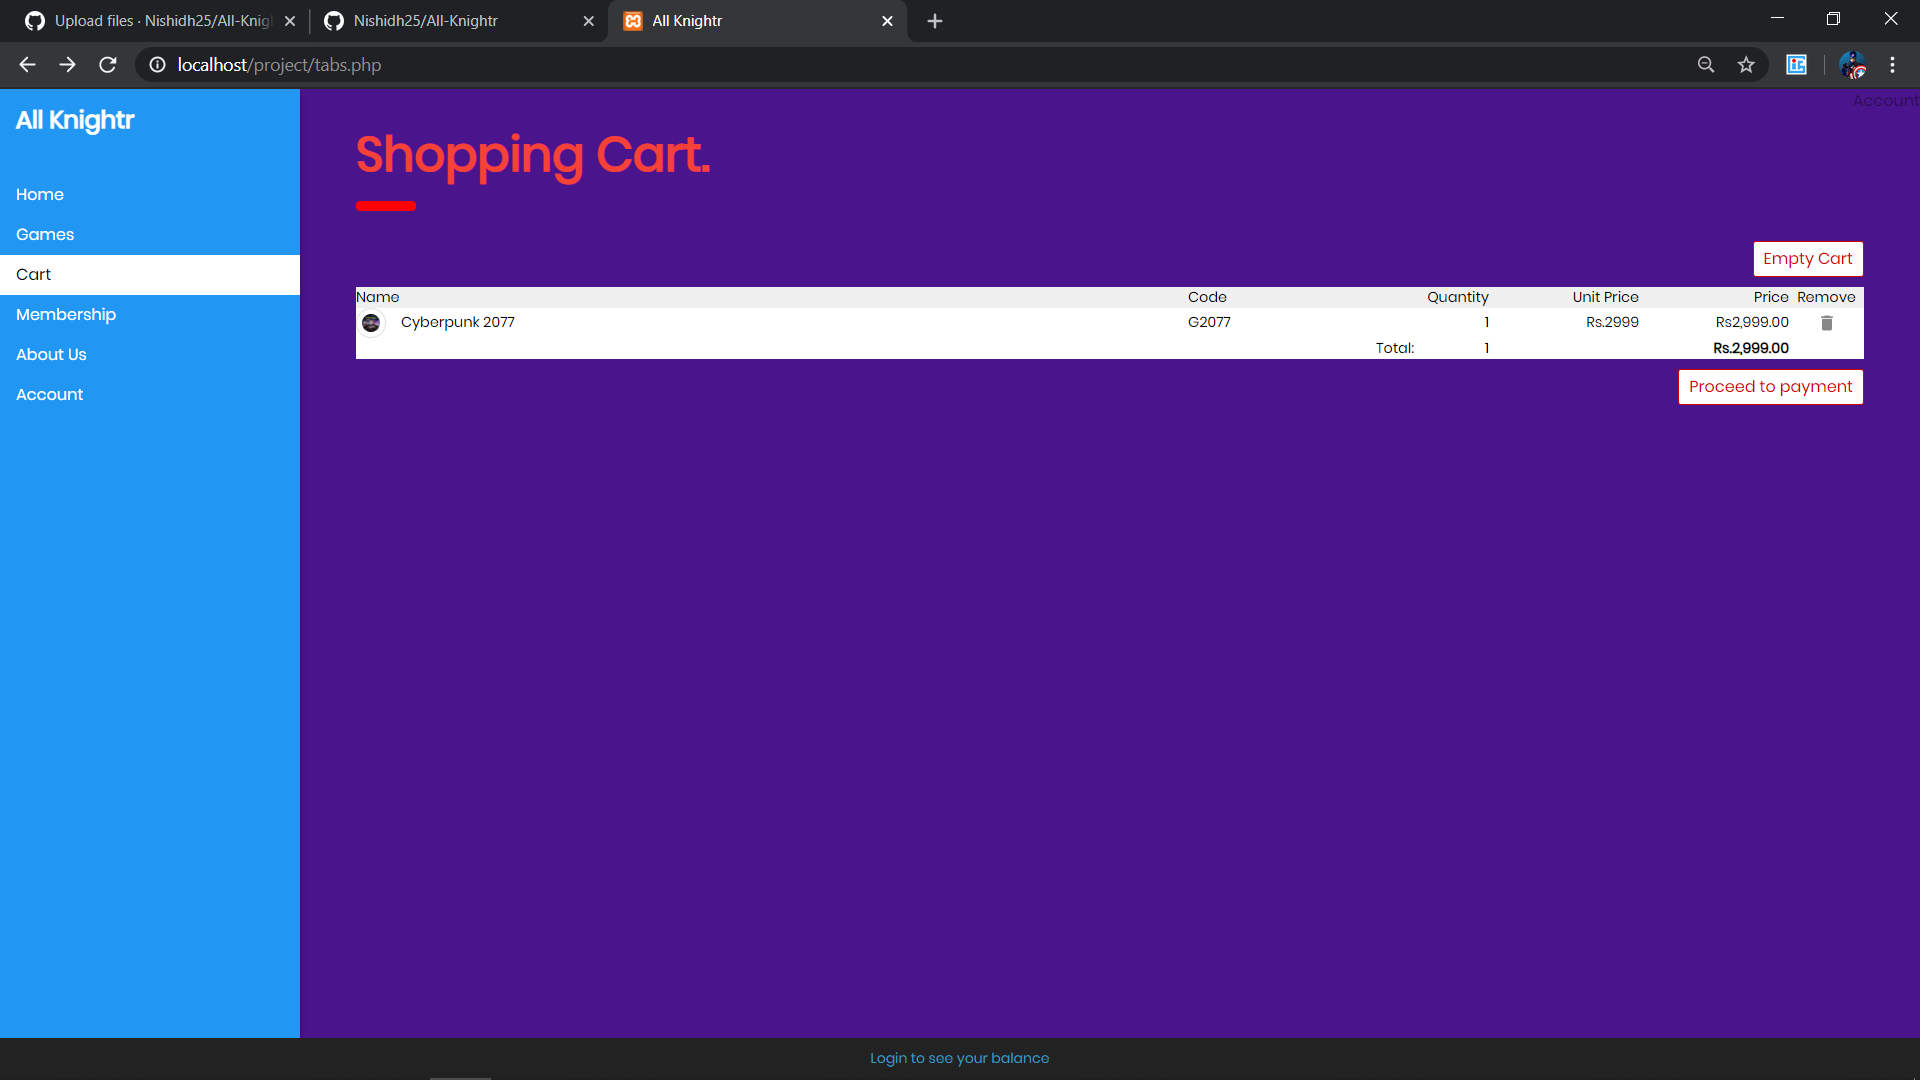 Upload files · Nishidh25/All-Knig
Nishidh25/All-Knightr
All Knightr
localhost/project/tabs.php
All Knightr
Account
Shopping Cart.
Home
Games
Cart
Membership
About Us
Account
Empty Cart
Name Code Quantity Unit Price Price Remove
Cyberpunk 2077 G2077 1 Rs.2999 Rs2,999.00
Total: 1 Rs.2,999.00
Proceed to payment
Login to see your balance